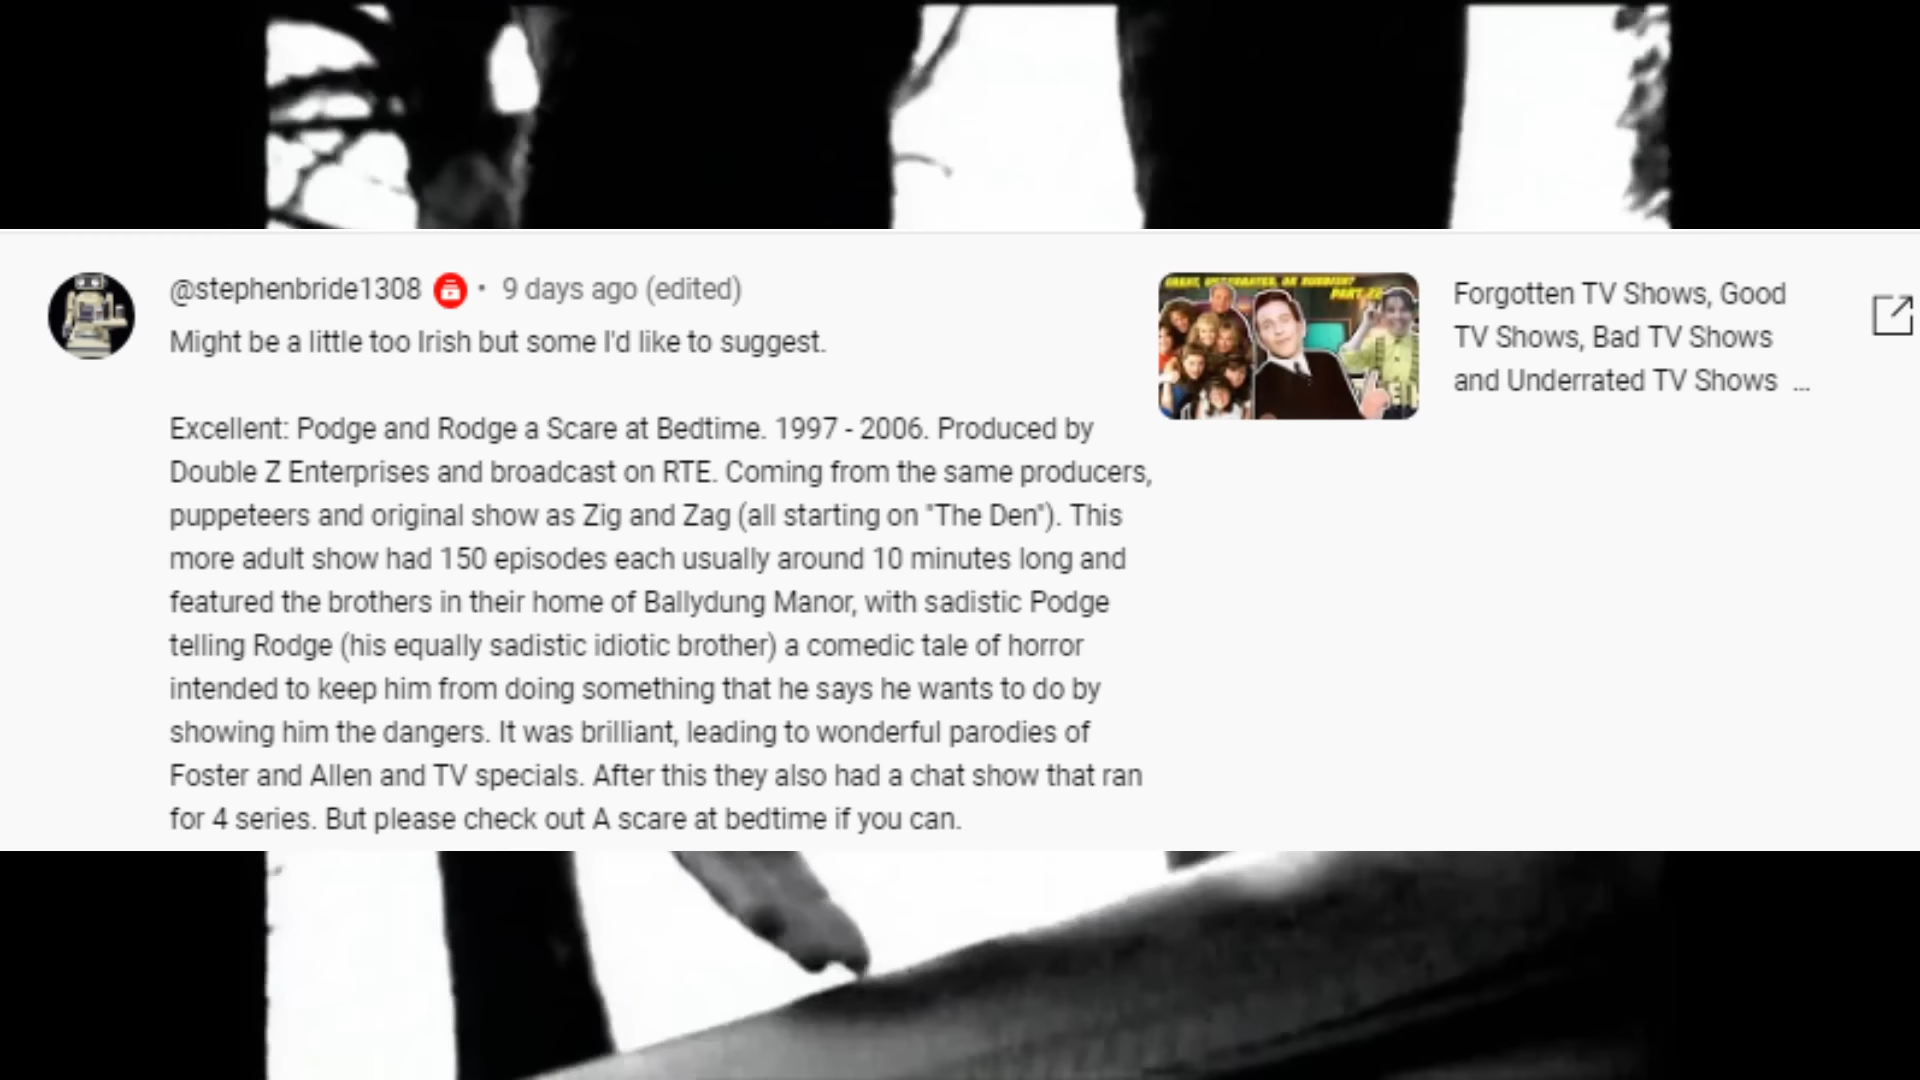 @stephenbride1308 • 9 days ago (edited)
Might be a little too Irish but some I'd like to suggest.
Excellent: Podge and Rodge a Scare at Bedtime. 1997 - 2006. Produced by
Double Z Enterprises and broadcast on RTE. Coming from the same producers,
puppeteers and original show as Zig and Zag (all starting on "The Den"). This
more adult show had 150 episodes each usually around 10 minutes long and
featured the brothers in their home of Ballydung Manor, with sadistic Podge
telling Rodge (his equally sadistic idiotic brother) a comedic tale of horror
intended to keep him from doing something that he says he wants to do by
showing him the dangers. It was brilliant, leading to wonderful parodies of
Foster and Allen and TV specials. After this they also had a chat show that ran
for 4 series. But please check out A scare at bedtime if you can.
GREAT, UNDERRATED, OR RUBBISH?
PART
Forgotten TV Shows, Good
TV Shows, Bad TV Shows
and Underrated TV Shows ...